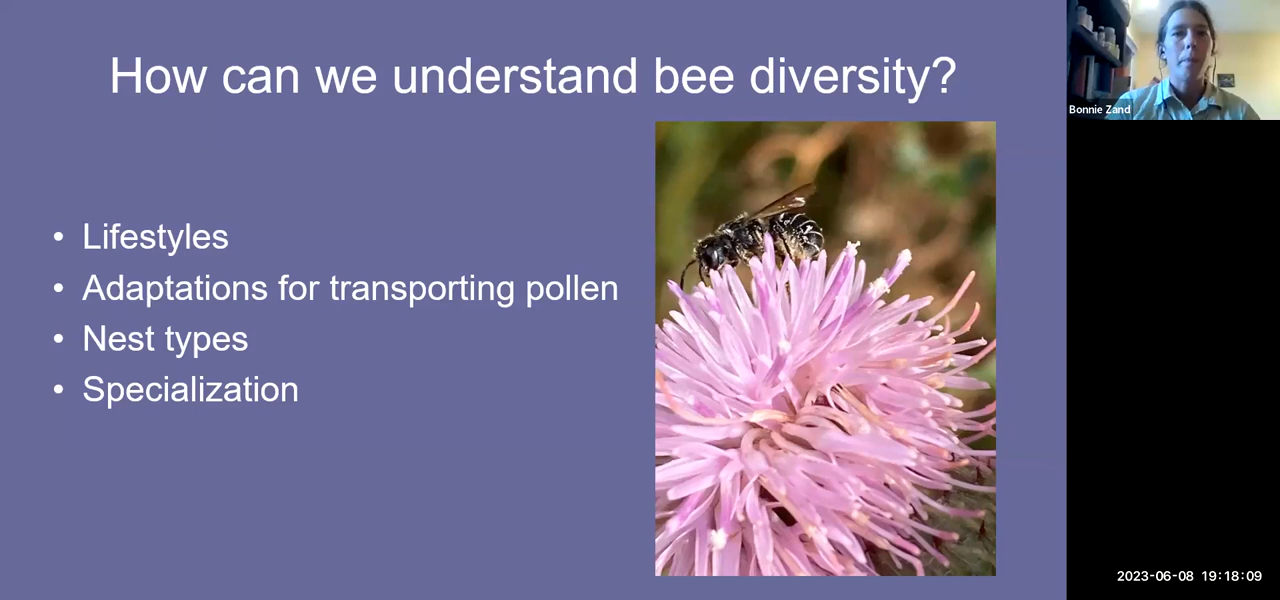 How can we understand bee diversity?
• Lifestyles
• Adaptations for transporting pollen
• Nest types
• Specialization
Bonnie Zand
2023-06-08 19:18:09